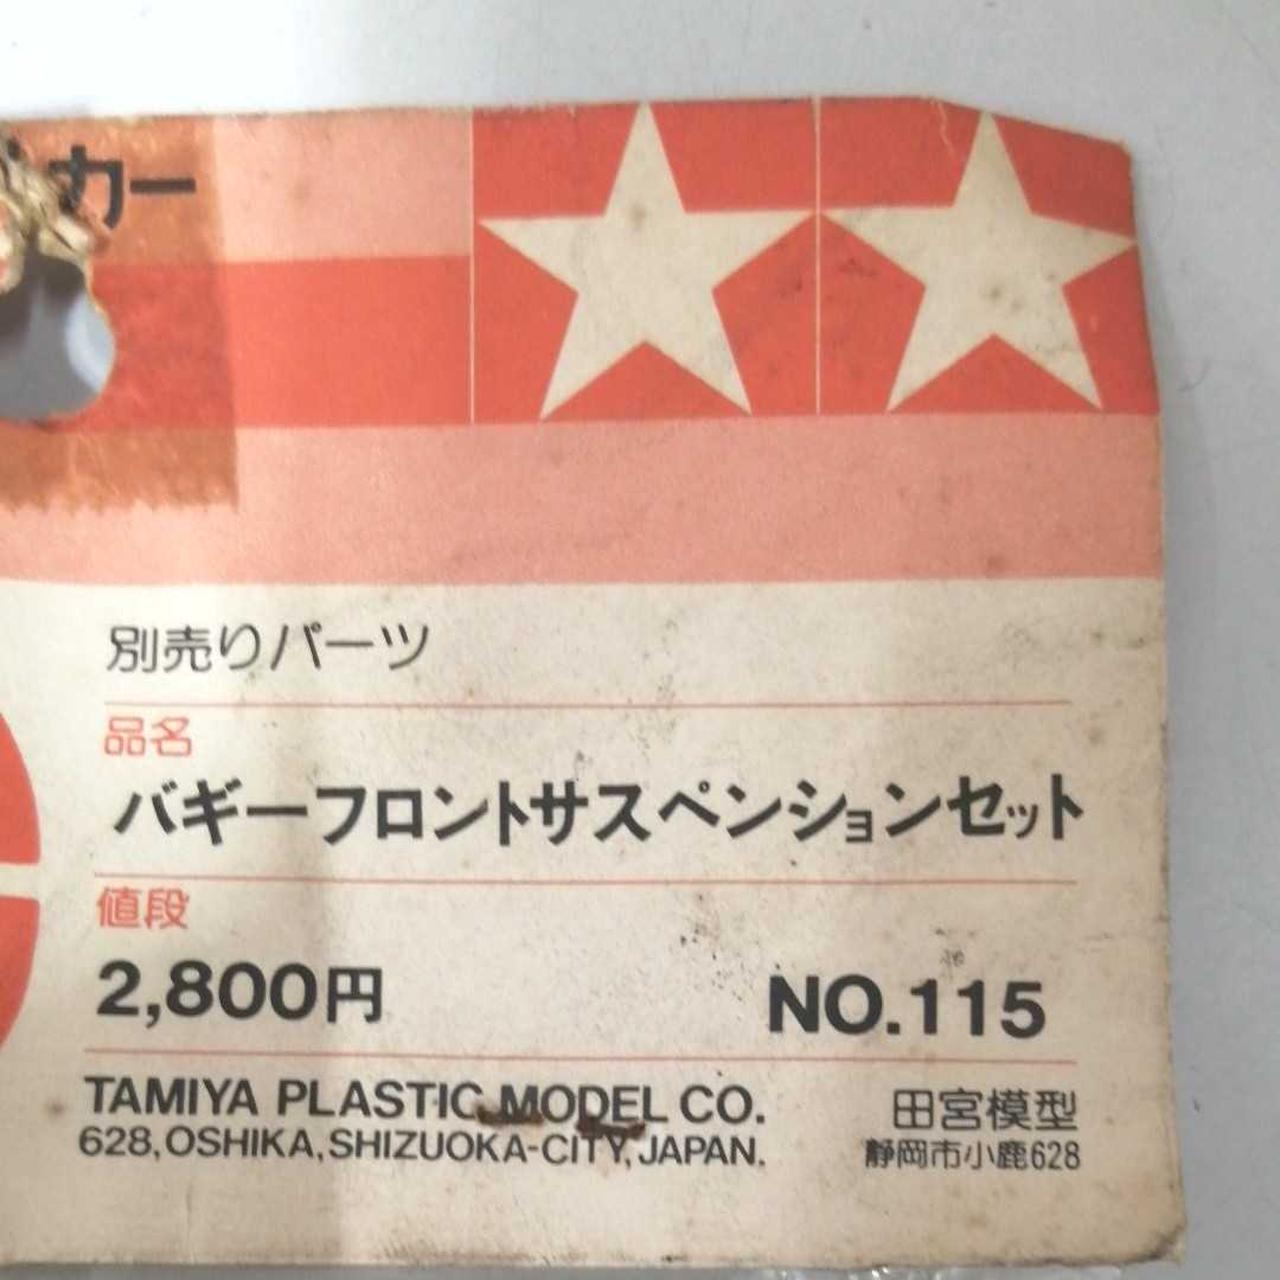 カー
別売りパーツ
品名
バギーフロントサスペンションセット
値段
2,800円 NO.115
TAMIYA PLASTIC MODEL CO. 田宮模型
628,OSHIKA,SHIZUOKA-CITY,JAPAN. 静岡市小鹿628